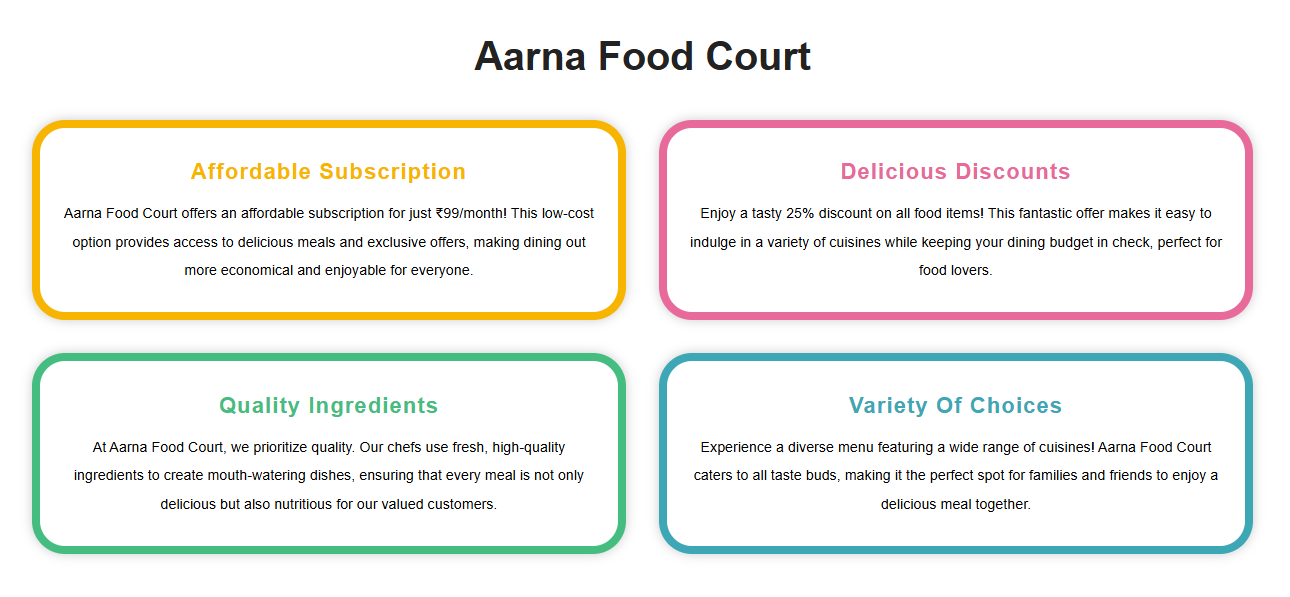 Aarna Food Court
Affordable Subscription
Aarna Food Court offers an affordable subscription for just ₹99/month! This low-cost
option provides access to delicious meals and exclusive offers, making dining out
more economical and enjoyable for everyone.
Delicious Discounts
Enjoy a tasty 25% discount on all food items! This fantastic offer makes it easy to
indulge in a variety of cuisines while keeping your dining budget in check, perfect for
food lovers.
Quality Ingredients
At Aarna Food Court, we prioritize quality. Our chefs use fresh, high-quality
ingredients to create mouth-watering dishes, ensuring that every meal is not only
delicious but also nutritious for our valued customers.
Variety Of Choices
Experience a diverse menu featuring a wide range of cuisines! Aarna Food Court
caters to all taste buds, making it the perfect spot for families and friends to enjoy a
delicious meal together.